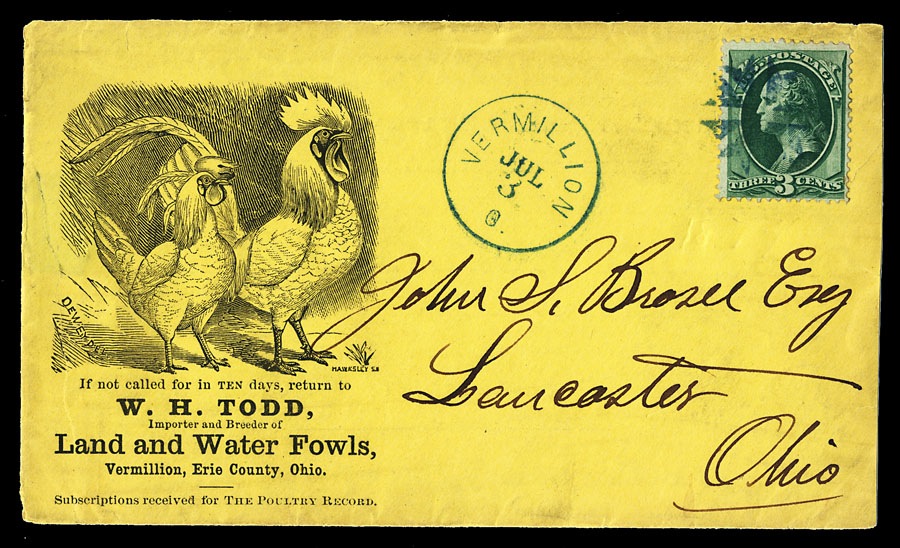 U.S. POSTAGE
THREE 3 CENTS
VERMILLION
JUL
3
O.
John S. Brasee Esq
Lancaster
Ohio
HAWKSLEY SC
If not called for in TEN days, return to
W. H. TODD,
Importer and Breeder of
Land and Water Fowls,
Vermillion, Erie County, Ohio.
Subscriptions received for THE POULTRY RECORD.